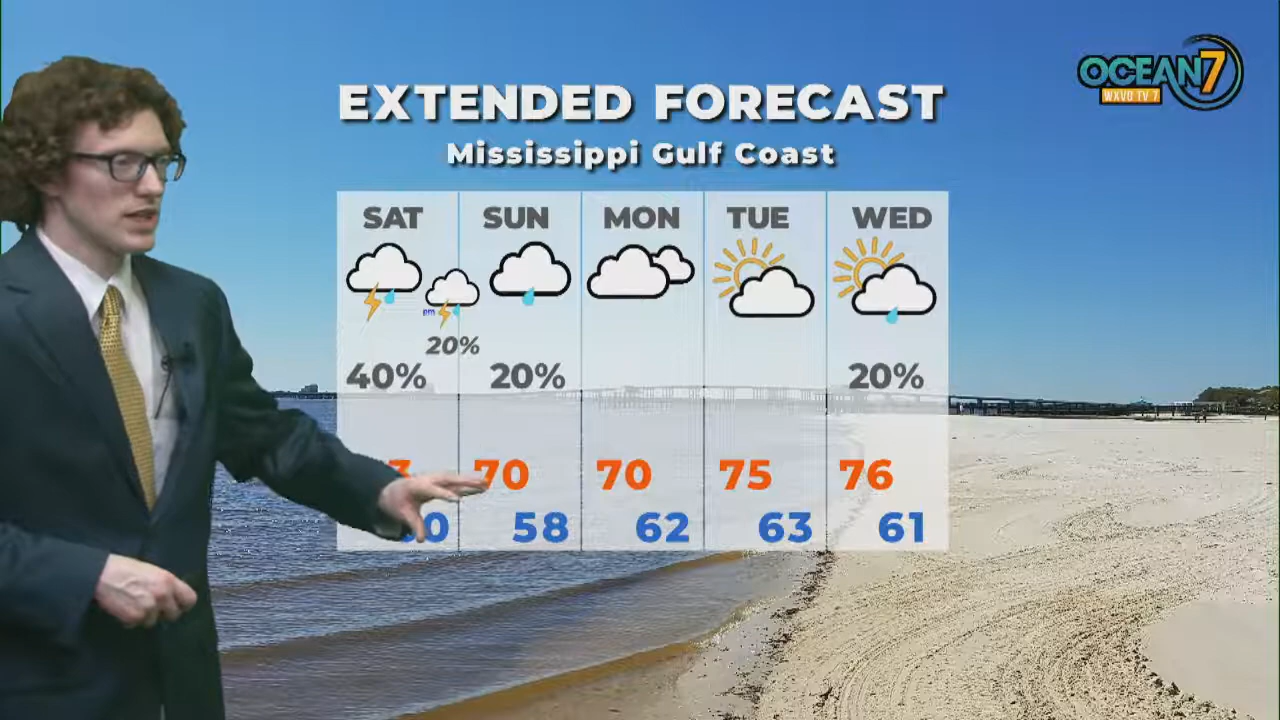 OCEAN7
WXVO TV 7
EXTENDED FORECAST
Mississippi Gulf Coast
SAT SUN MON TUE WED
pm
20%
40% 20% 20%
70 70 75 76
58 62 63 61